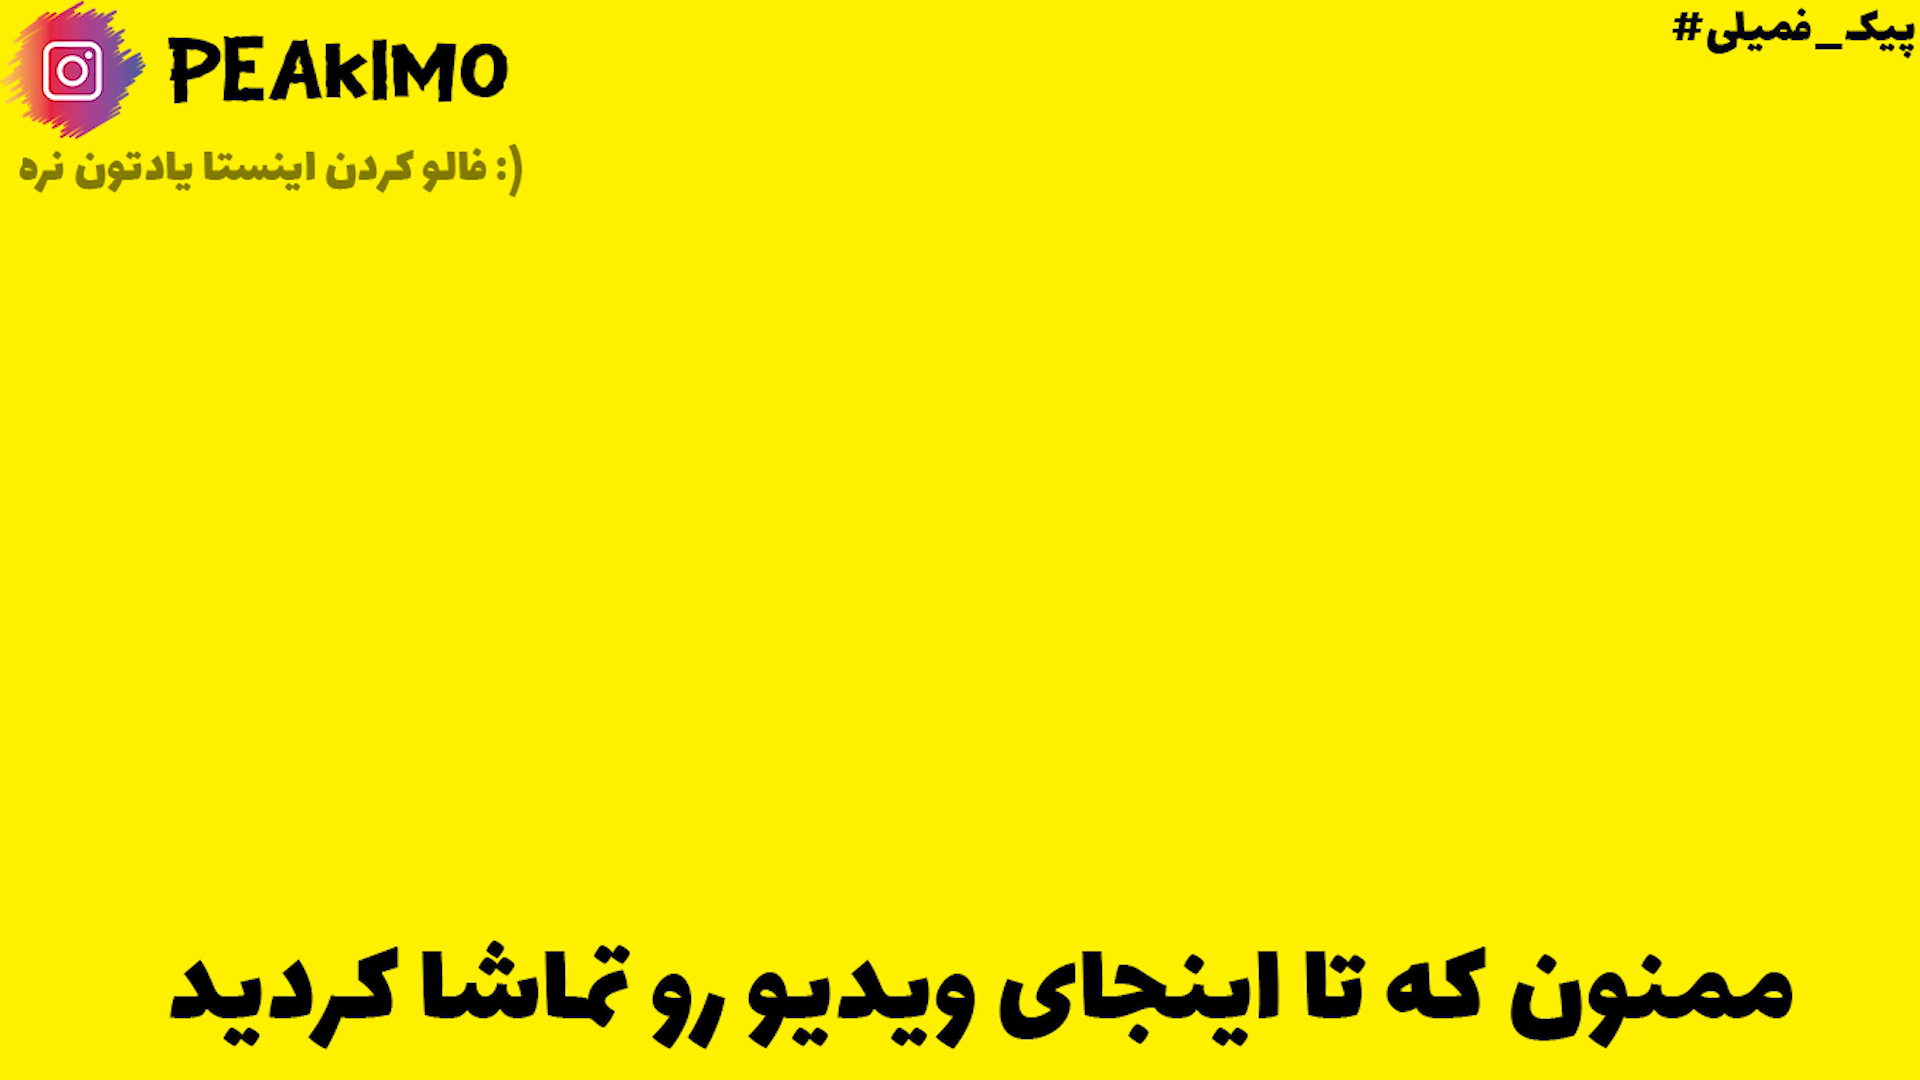 PEAKIMO
#پیک_فمیلی
فالو کردن اینستا یادتون نره :)
ممنون که تا اینجای ویدیو رو تماشا کردید